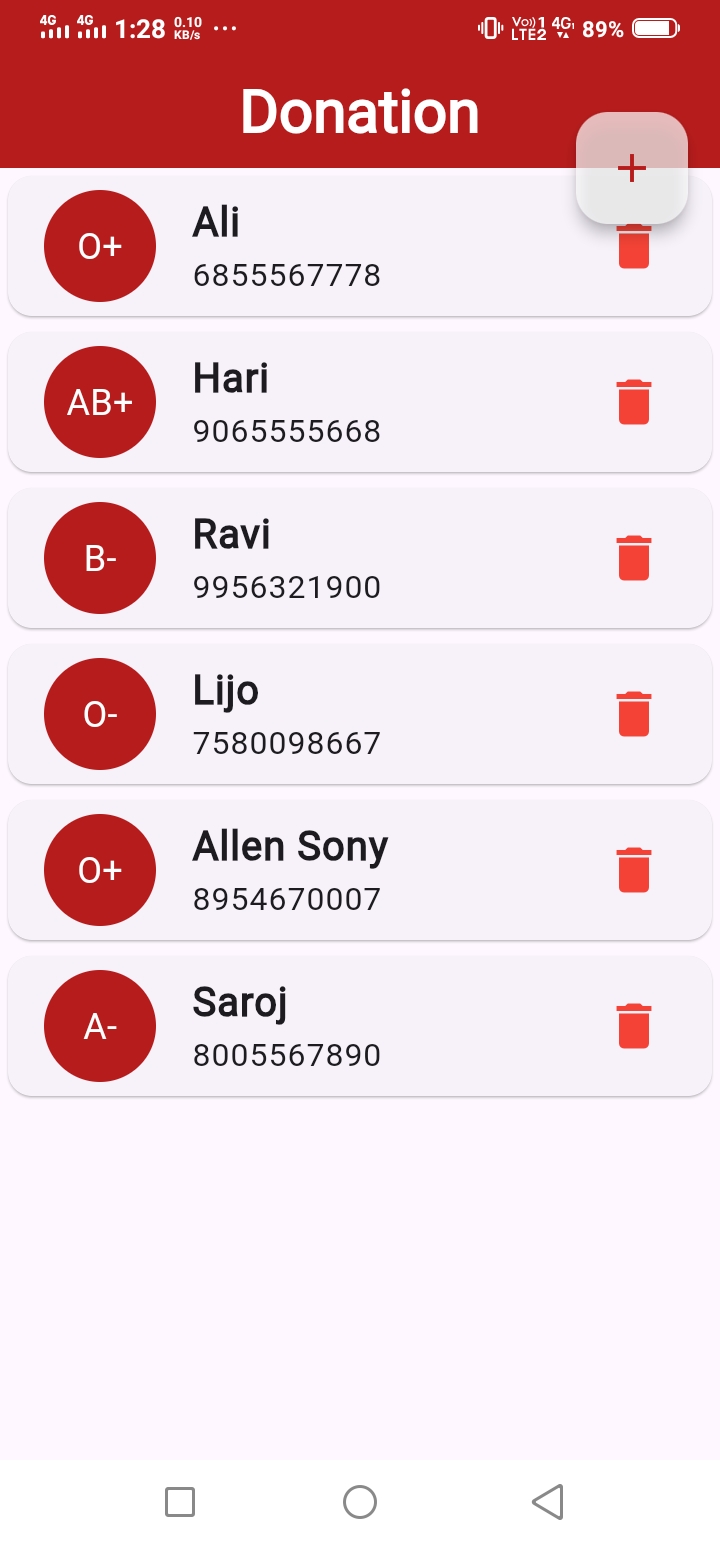 4G 4G 1:28 0.10 KB/s ... Vo)) 1 LTE2 4G 89%
Donation
+
O+
Ali
6855567778
AB+
Hari
9065555668
B-
Ravi
9956321900
O-
Lijo
7580098667
O+
Allen Sony
8954670007
A-
Saroj
8005567890